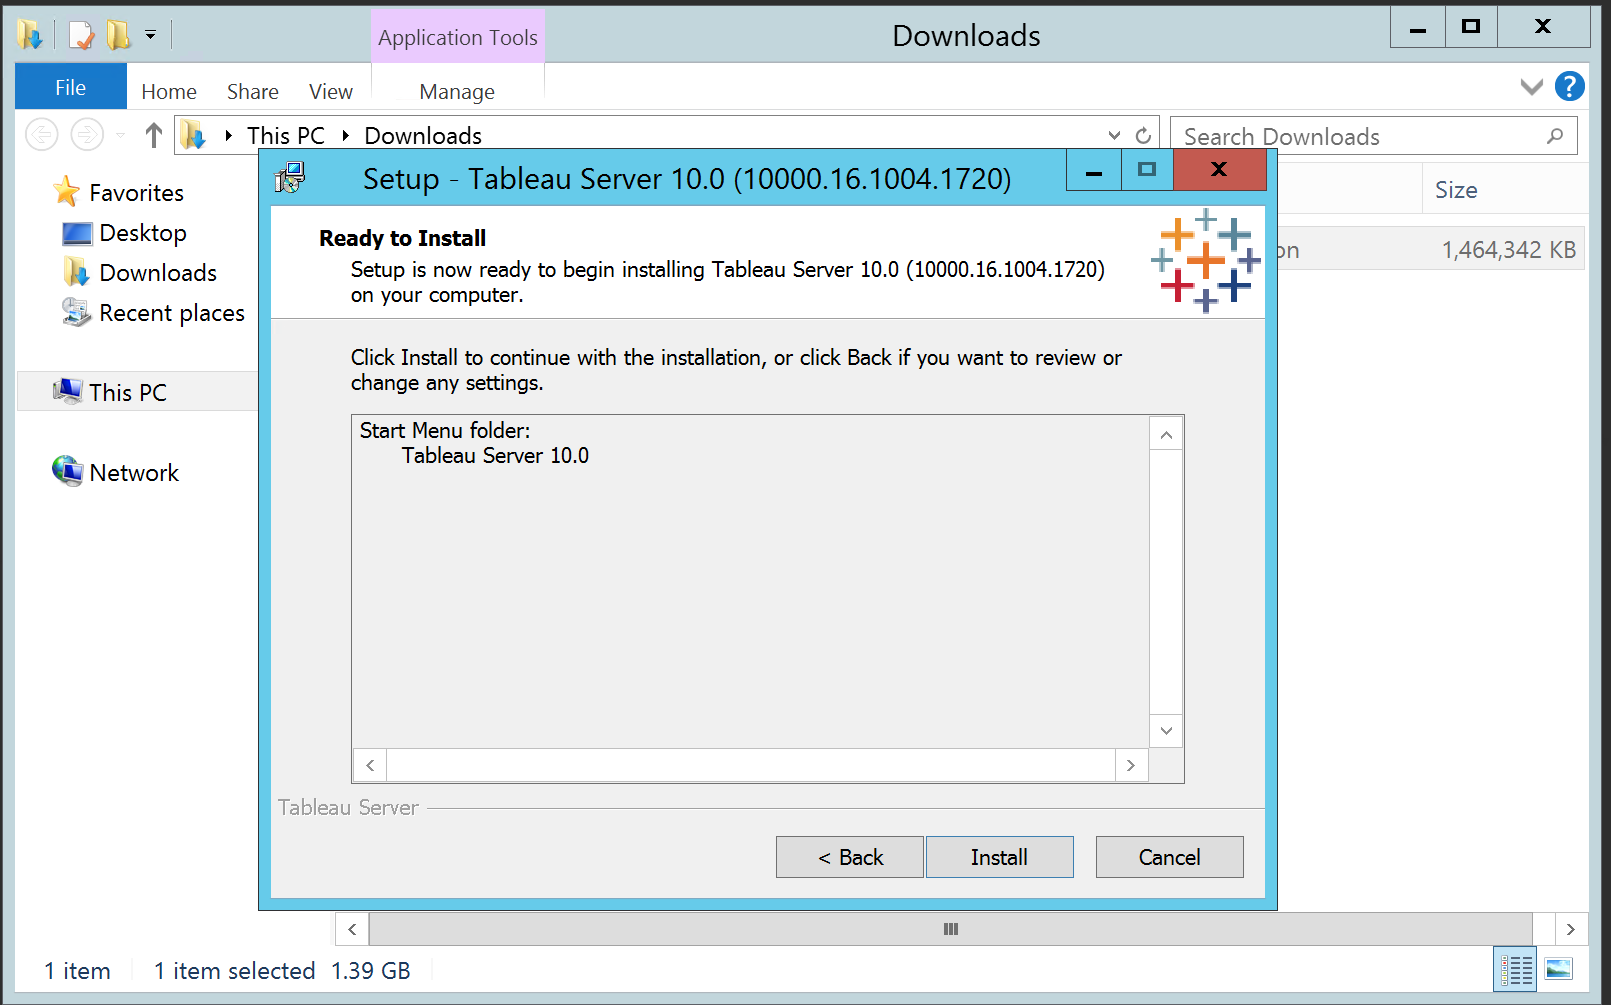 Application Tools
Downloads
File
Home
Share
View
Manage
This PC
Downloads
Search Downloads
Favorites
Desktop
Downloads
Recent places
This PC
Network
Size
on
1,464,342 KB
Setup - Tableau Server 10.0 (10000.16.1004.1720)
Ready to Install
Setup is now ready to begin installing Tableau Server 10.0 (10000.16.1004.1720)
on your computer.
Click Install to continue with the installation, or click Back if you want to review or
change any settings.
Start Menu folder:
Tableau Server 10.0
Tableau Server
< Back
Install
Cancel
1 item
1 item selected 1.39 GB